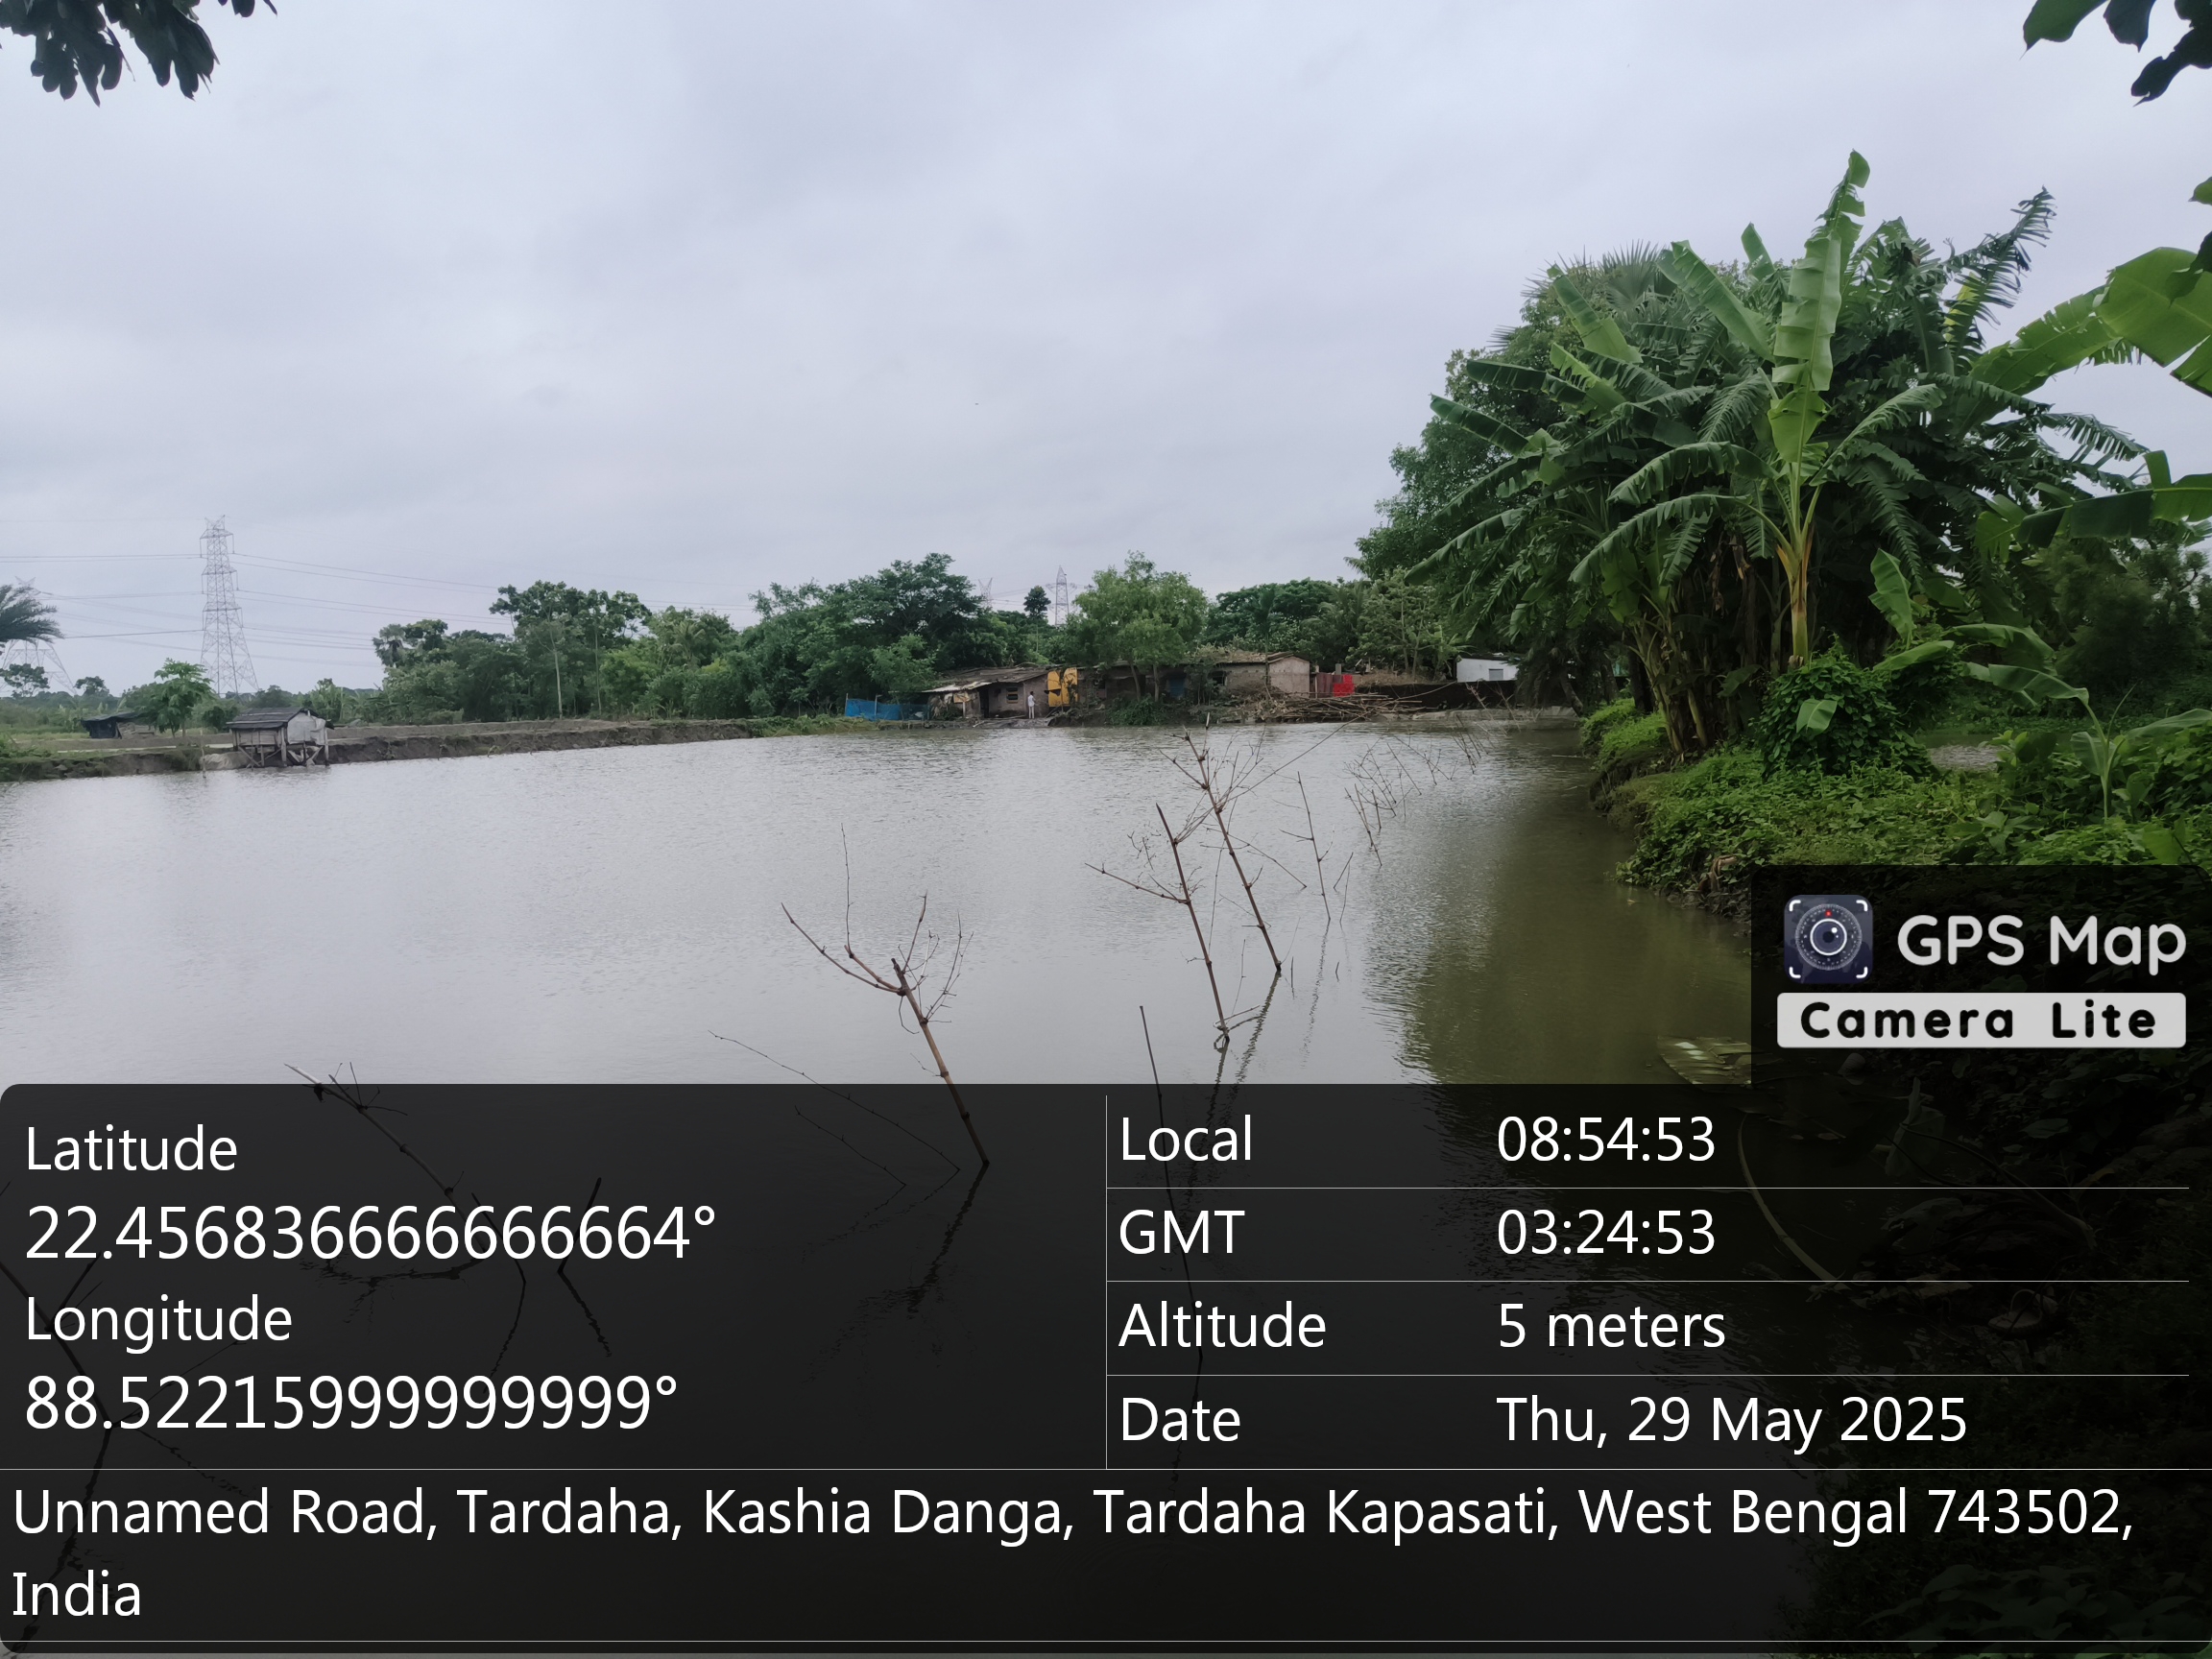 GPS Map
Camera Lite
Latitude
22.456836666666664°
Longitude
88.522159999999999°
Local 08:54:53
GMT 03:24:53
Altitude 5 meters
Date Thu, 29 May 2025
Unnamed Road, Tardaha, Kashia Danga, Tardaha Kapasati, West Bengal 743502,
India